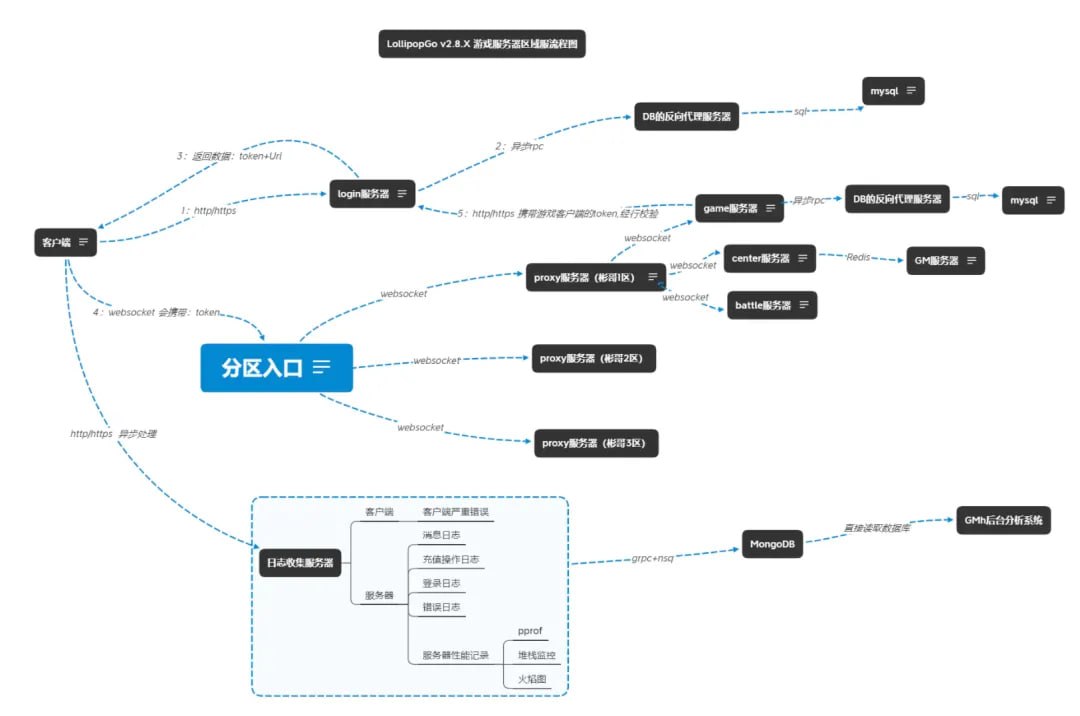 LollipopGo v2.8.X 游戏服务器区域服流程图
mysql
DB的反向代理服务器
sql
2：异步rpc
3：返回数据：token+Url
login服务器
1：http/https
客户端
5：http/https 携带游戏客户端的token,经行校验
game服务器
异步rpc
DB的反向代理服务器
sql
mysql
websocket
center服务器
Redis
GM服务器
websocket
proxy服务器（彬哥1区）
websocket
battle服务器
websocket
4：websocket 会携带：token
分区入口
websocket
proxy服务器（彬哥2区）
websocket
proxy服务器（彬哥3区）
http/https 异步处理
日志收集服务器
客户端
客户端严重错误
服务器
消息日志
充值操作日志
登录日志
错误日志
服务器性能记录
pprof
堆栈监控
火焰图
grpc+nsq
MongoDB
直接读取数据库
GMh后台分析系统